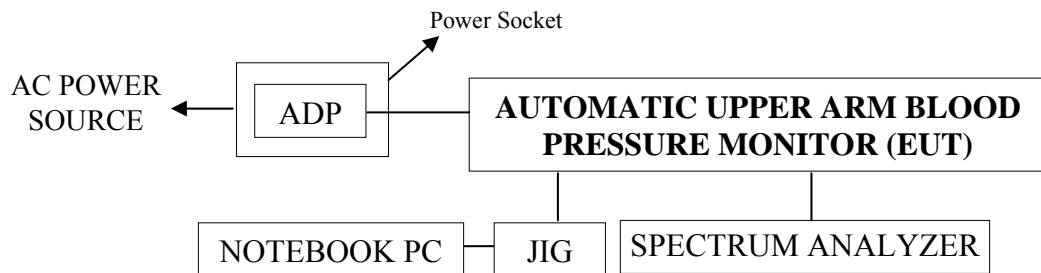 Power Socket
AC POWER
SOURCE
ADP
AUTOMATIC UPPER ARM BLOOD
PRESSURE MONITOR (EUT)
NOTEBOOK PC
JIG
SPECTRUM ANALYZER